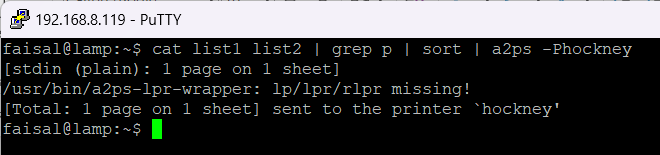 192.168.8.119 - PuTTY
faisal@lamp:~$ cat list1 list2 | grep p | sort | a2ps -Phockney
[stdin (plain): 1 page on 1 sheet]
/usr/bin/a2ps-lpr-wrapper: lp/lpr/rlpr missing!
[Total: 1 page on 1 sheet] sent to the printer `hockney'
faisal@lamp:~$